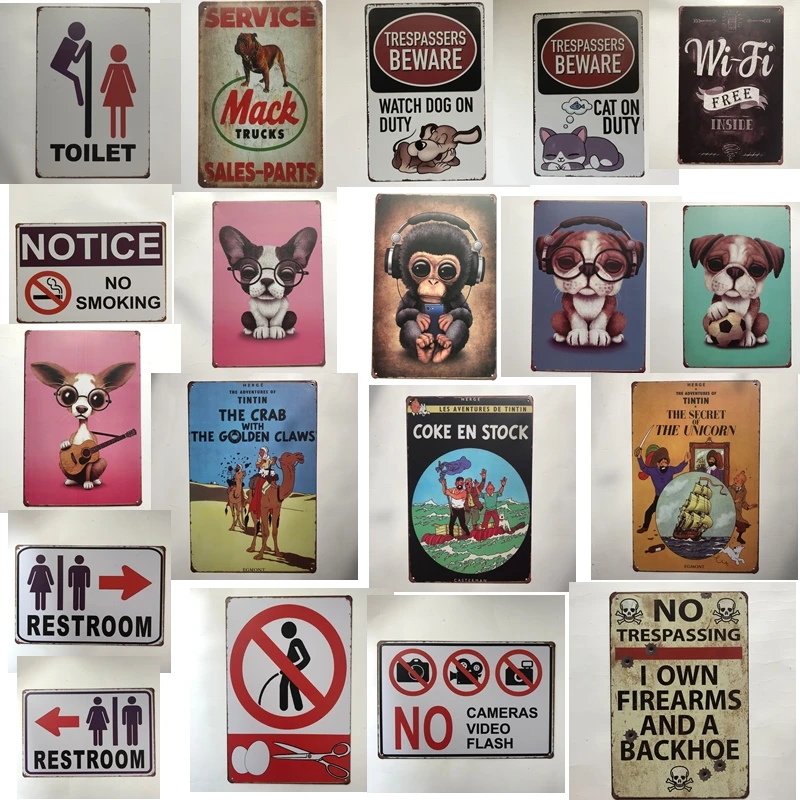 TOILET
SERVICE
Mack
TRUCKS
SALES-PARTS
TRESPASSERS
BEWARE
WATCH DOG ON
DUTY
TRESPASSERS
BEWARE
CAT ON
DUTY
Wi-Fi
FREE
INSIDE
NOTICE
NO
SMOKING
HERGÉ
THE ADVENTURES OF
TINTIN
THE CRAB
WITH
THE GOLDEN CLAWS
EGMONT
HERGÉ
LES AVENTURES DE TINTIN
COKE EN STOCK
CASTERMAN
HERGÉ
THE ADVENTURES OF
TINTIN
THE SECRET
OF
THE UNICORN
EGMONT
RESTROOM
RESTROOM
NO
CAMERAS
VIDEO
FLASH
NO
TRESPASSING
I OWN
FIREARMS
AND A
BACKHOE